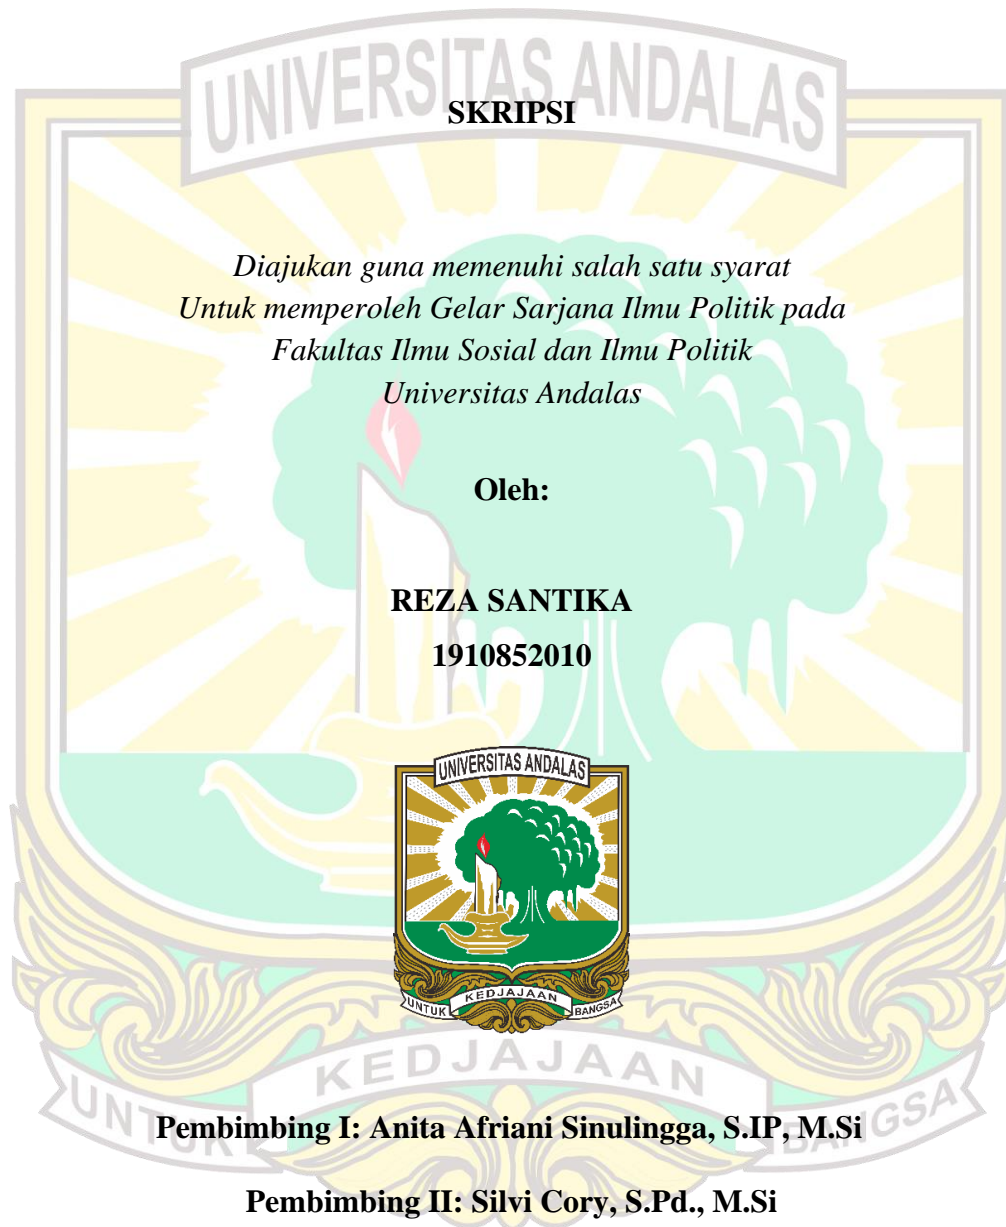 UNIVERSITAS ANDALAS
SKRIPSI
Diajukan guna memenuhi salah satu syarat
Untuk memperoleh Gelar Sarjana Ilmu Politik pada
Fakultas Ilmu Sosial dan Ilmu Politik
Universitas Andalas
Oleh:
REZA SANTIKA
1910852010
UNIVERSITAS ANDALAS
UNTUK KEDJAJAAN BANGSA
UNTUK KEDJAJAAN BANGSA
Pembimbing I: Anita Afriani Sinulingga, S.IP, M.Si
Pembimbing II: Silvi Cory, S.Pd., M.Si